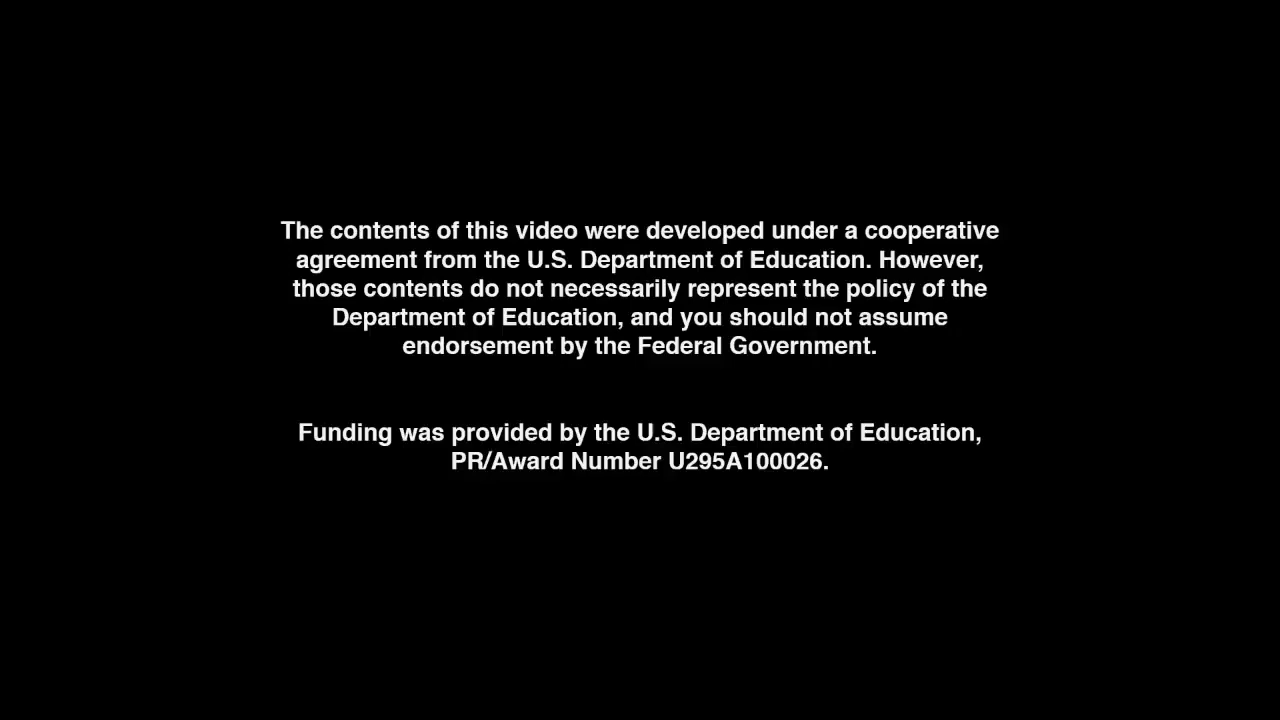 The contents of this video were developed under a cooperative
agreement from the U.S. Department of Education. However,
those contents do not necessarily represent the policy of the
Department of Education, and you should not assume
endorsement by the Federal Government.
Funding was provided by the U.S. Department of Education,
PR/Award Number U295A100026.